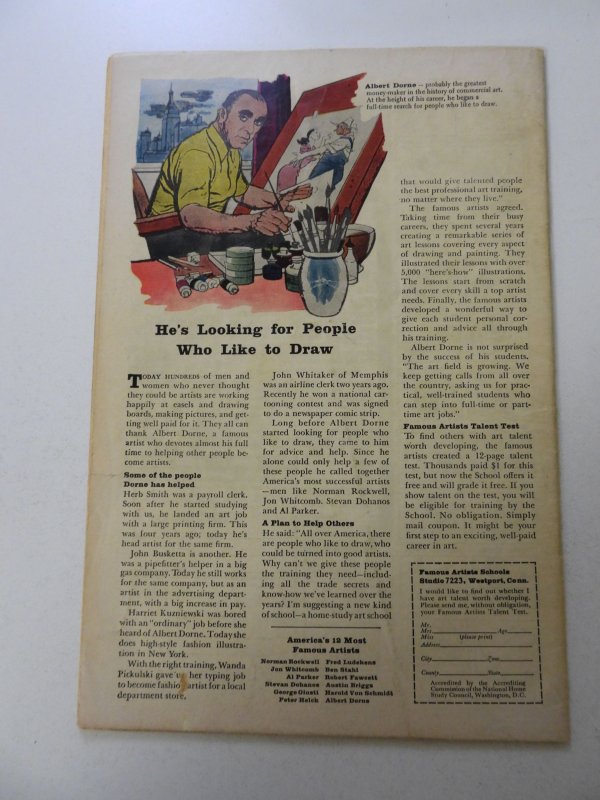 Albert Dorne – probably the greatest
money-maker in the history of commercial art.
At the height of his career, he began a
full-time search for people who like to draw.
He's Looking for People
Who Like to Draw
TODAY HUNDREDS of men and
women who never thought
they could be artists are working
happily at easels and drawing
boards, making pictures, and get-
ting well paid for it. They all can
thank Albert Dorne, a famous
artist who devotes almost his full
time to helping other people be-
come artists.
Some of the people
Dorne has helped
Herb Smith was a payroll clerk.
Soon after he started studying
with us, he landed an art job
with a large printing firm. This
was four years ago; today he's
head artist for the same firm.
John Busketta is another. He
was a pipefitter's helper in a big
gas company. Today he still works
for the same company, but as an
artist in the advertising depart-
ment, with a big increase in pay.
Harriet Kuzniewski was bored
with an "ordinary" job before she
heard of Albert Dorne. Today she
does high-style fashion illustra-
tion in New York.
With the right training, Wanda
Pickulski gave up her typing job
to become fashion artist for a local
department store.
John Whitaker of Memphis
was an airline clerk two years ago.
Recently he won a national car-
tooning contest and was signed
to do a newspaper comic strip.
Long before Albert Dorne
started looking for people who
like to draw, they came to him
for advice and help. Since he
alone could only help a few of
these people he called together
America's most successful artists
—men like Norman Rockwell,
Jon Whitcomb, Stevan Dohanos
and Al Parker.
A Plan to Help Others
He said: "All over America, there
are people who like to draw, who
could be turned into good artists.
Why can't we give these people
the training they need—includ-
ing all the trade secrets and
know-how we've learned over the
years? I'm suggesting a new kind
of school—a home-study art school
America's 12 Most
Famous Artists
Norman Rockwell Fred Ludekens
Jon Whitcomb Ben Stahl
Al Parker Robert Fawcett
Stevan Dohanos Austin Briggs
George Giusti Harold Von Schmidt
Peter Helck Albert Dorne
that would give talented people
the best professional art training,
no matter where they live."
The famous artists agreed.
Taking time from their busy
careers, they spent several years
creating a remarkable series of
art lessons covering every aspect
of drawing and painting. They
illustrated their lessons with over
5,000 "here's-how" illustrations.
The lessons start from scratch
and cover every skill a top artist
needs. Finally, the famous artists
developed a wonderful way to
give each student personal cor-
rection and advice all through
his training.
Albert Dorne is not surprised
by the success of his students.
"The art field is growing. We
keep getting calls from all over
the country, asking us for prac-
tical, well-trained students who
can step into full-time or part-
time art jobs."
Famous Artists Talent Test
To find others with art talent
worth developing, the famous
artists created a 12-page talent
test. Thousands paid $1 for this
test, but now the School offers it
free and will grade it free. If you
show talent on the test, you will
be eligible for training by the
School. No obligation. Simply
mail coupon. It might be your
first step to an exciting, well-paid
career in art.
Famous Artists Schools
Studio 7223, Westport, Conn.
I would like to find out whether I
have art talent worth developing.
Please send me, without obligation,
your Famous Artists Talent Test.
Mr.
Mrs. Age
Miss (please print)
Address
City Zone
County State
Accredited by the Accrediting
Commission of the National Home
Study Council, Washington, D.C.